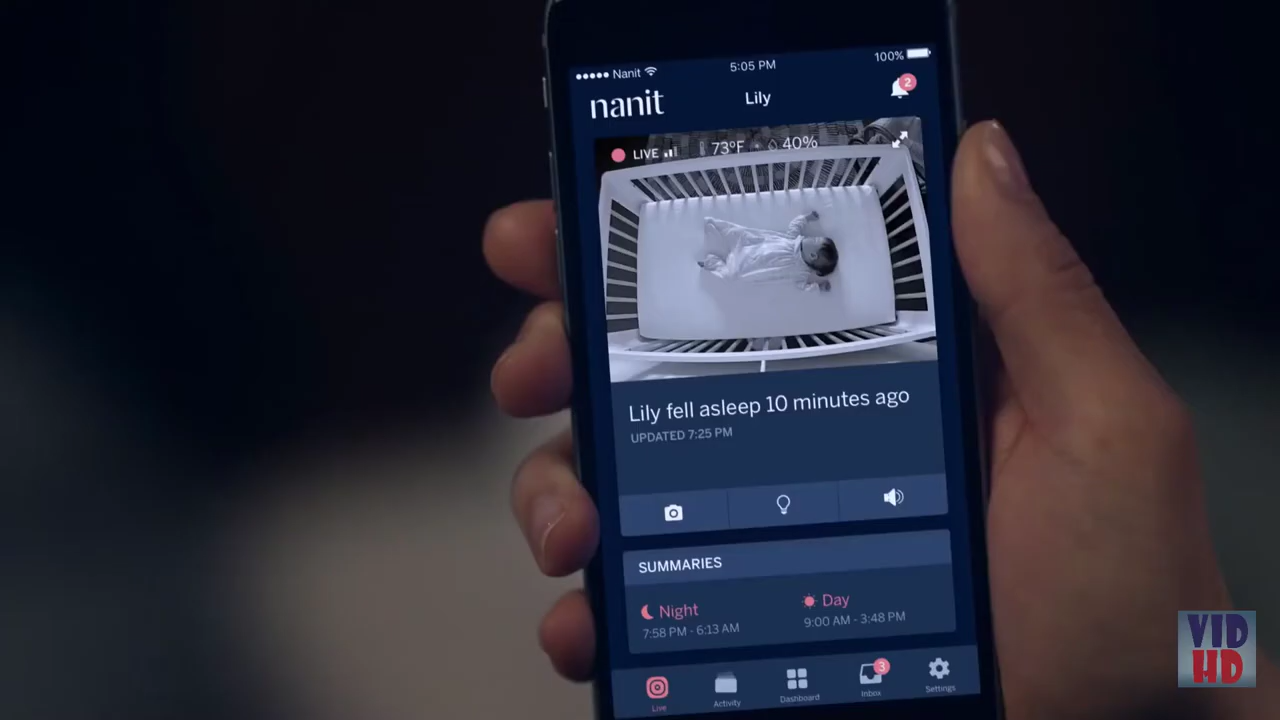 Nanit
5:05 PM
100%
nanit
Lily
2
LIVE
73°F
40%
Lily fell asleep 10 minutes ago
UPDATED 7:25 PM
SUMMARIES
Night
Day
7:58 PM - 6:13 AM
9:00 AM - 3:48 PM
3
Live
Activity
Dashboard
Inbox
Settings
VID
HD